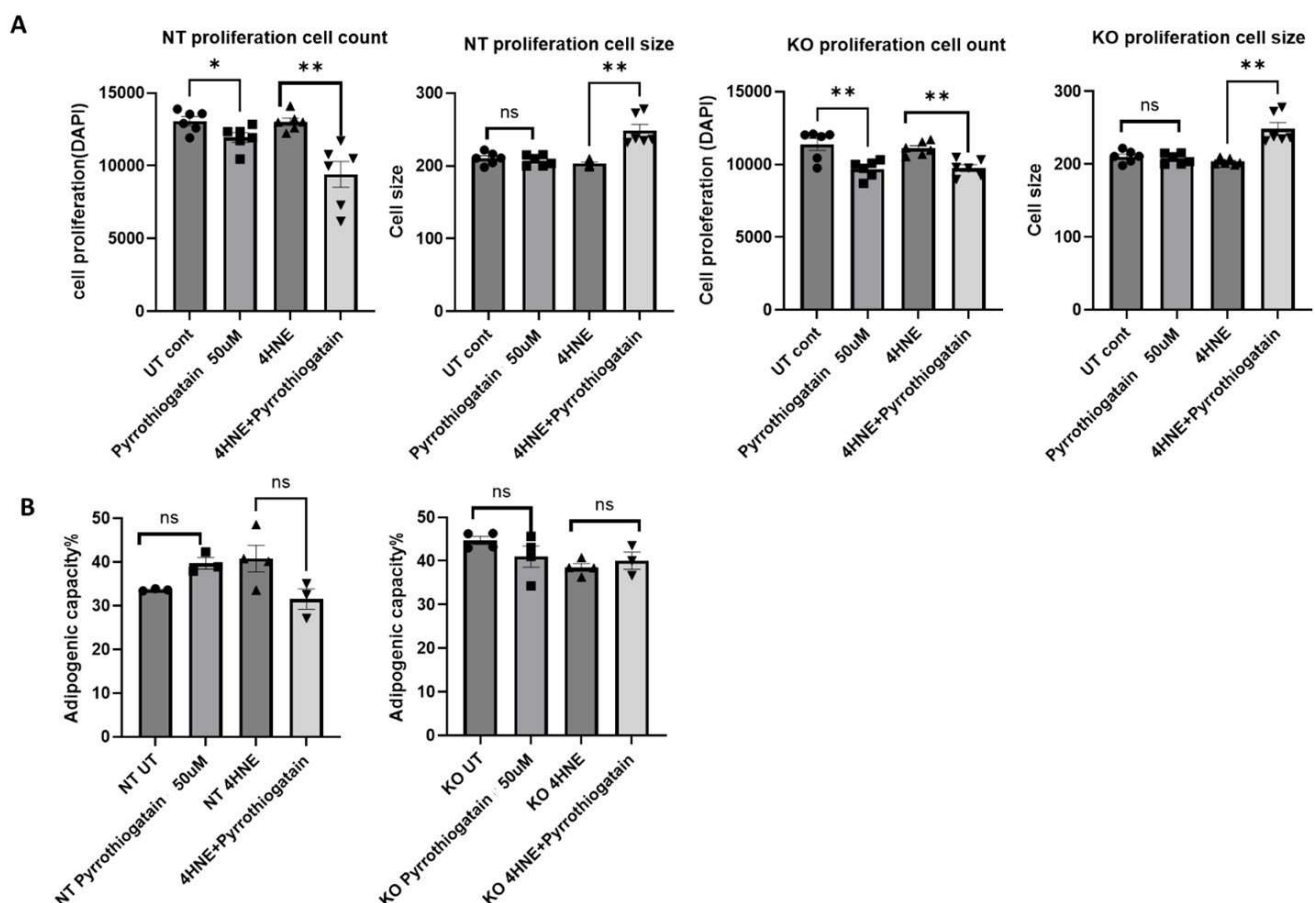 A
NT proliferation cell count
cell proliferation(DAPI)
15000
10000
5000
0
*
**
UT cont
Pyrrothiogatain 50uM
4HNE
4HNE+Pyrrothiogatain
NT proliferation cell size
Cell size
300
200
100
0
ns
**
UT cont
Pyrrothiogatain 50uM
4HNE
4HNE+Pyrrothiogatain
KO proliferation cell ount
Cell proleferation (DAPI)
15000
10000
5000
0
**
**
UT cont
Pyrrothiogatain 50uM
4HNE
4HNE+Pyrrothiogatain
KO proliferation cell size
Cell size
300
200
100
0
ns
**
UT cont
Pyrrothiogatain 50uM
4HNE
4HNE+Pyrrothiogatain
B
Adipogenic capacity%
50
40
30
20
10
0
ns
ns
NT UT
NT Pyrrothiogatain 50uM
NT 4HNE
4HNE+Pyrrothiogatain
Adipogenic capacity%
50
40
30
20
10
0
ns
ns
KO UT
KO Pyrrothiogatain 50uM
KO 4HNE
KO 4HNE+Pyrrothiogatain